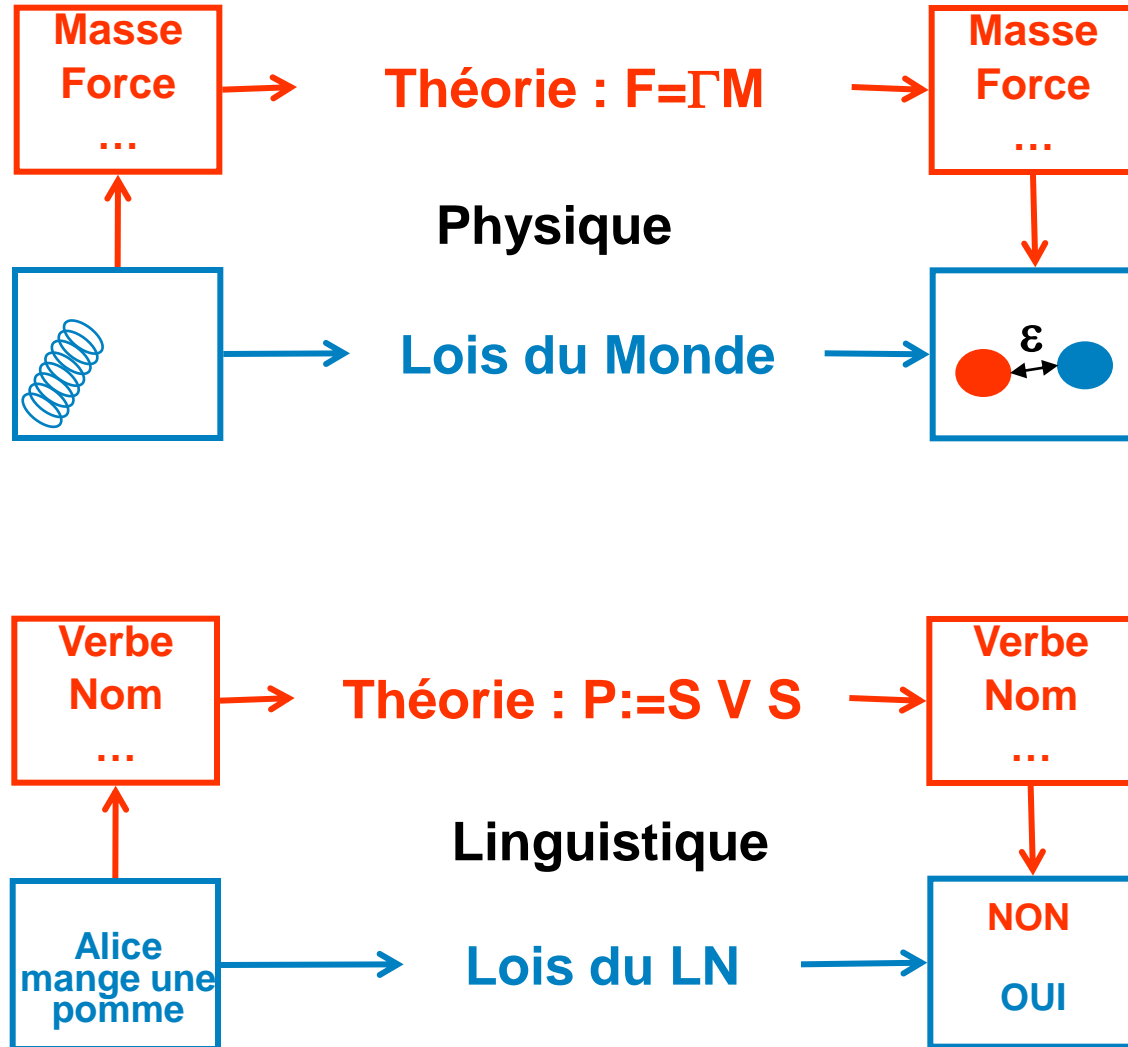 Masse
Force
...
Théorie : F=ΓM
Masse
Force
...
Physique
Lois du Monde
ε
Verbe
Nom
...
Théorie : P:=S V S
Verbe
Nom
...
Linguistique
Alice
mange une
pomme
Lois du LN
NON
OUI